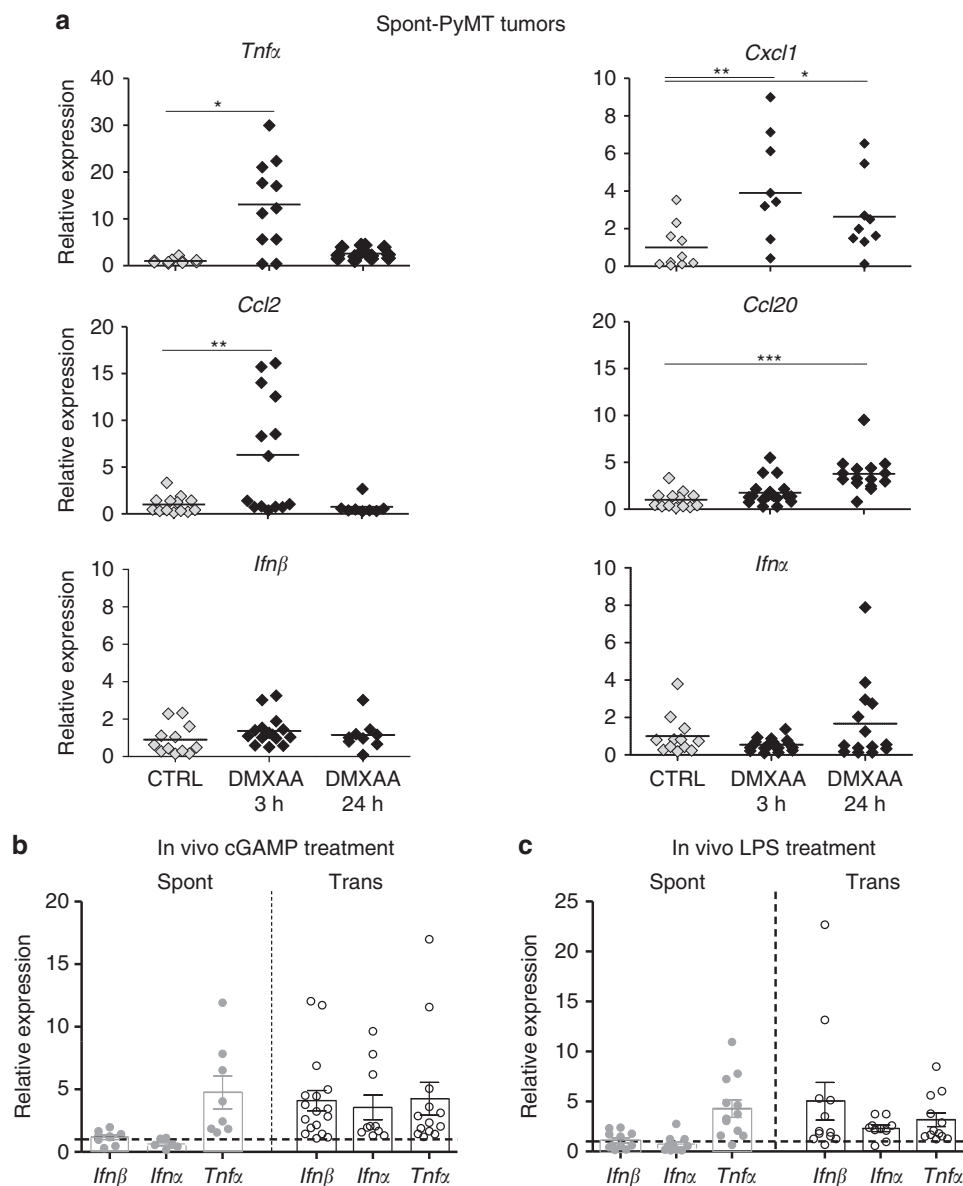 a
Spont-PyMT tumors
Tnfα
Relative expression
40
30
20
10
0
*
Cxcl1
10
8
6
4
2
0
**
*
Ccl2
Relative expression
20
15
10
5
0
**
Ccl20
20
15
10
5
0
***
Ifnβ
Relative expression
10
8
6
4
2
0
CTRL
DMXAA
3 h
DMXAA
24 h
Ifnα
10
8
6
4
2
0
CTRL
DMXAA
3 h
DMXAA
24 h
b
In vivo cGAMP treatment
Spont
Trans
Relative expression
20
15
10
5
0
Ifnβ
Ifnα
Tnfα
Ifnβ
Ifnα
Tnfα
c
In vivo LPS treatment
Spont
Trans
Relative expression
25
20
15
10
5
0
Ifnβ
Ifnα
Tnfα
Ifnβ
Ifnα
Tnfα